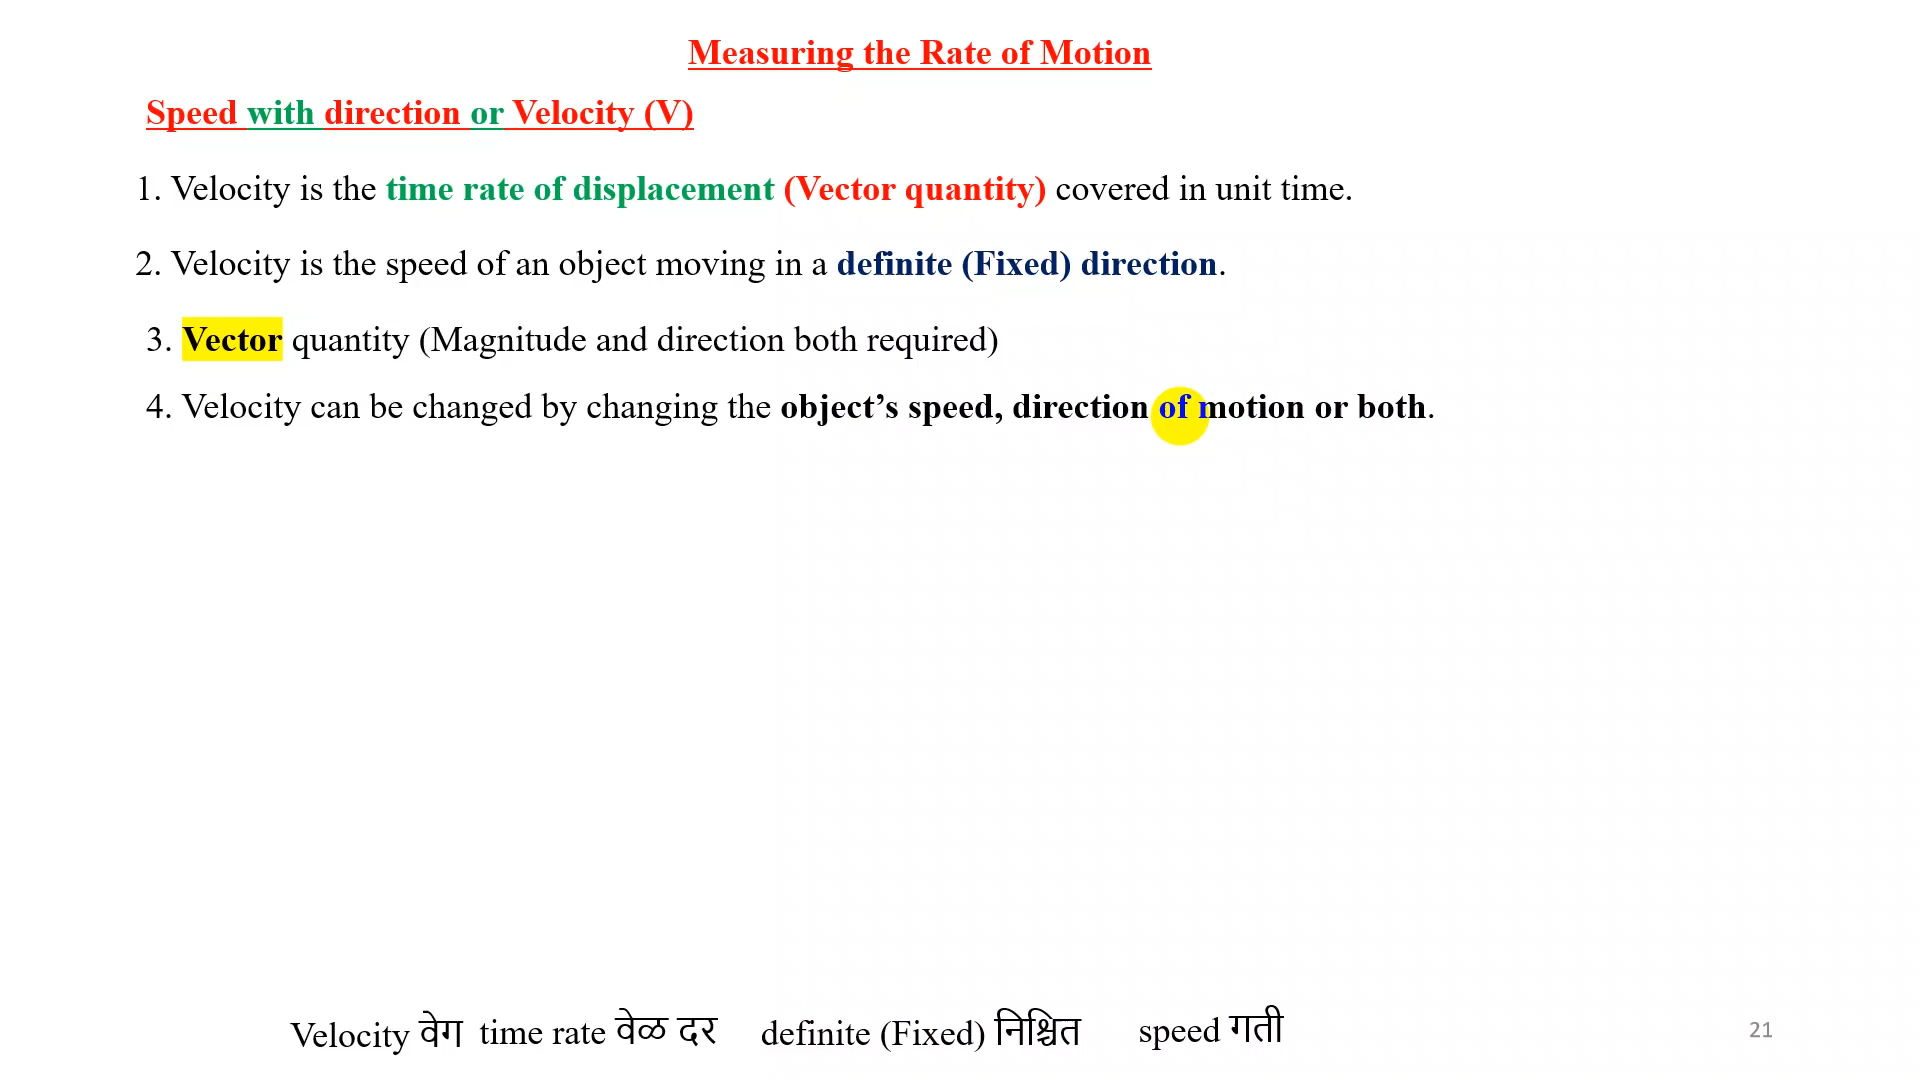 Measuring the Rate of Motion
Speed with direction or Velocity (V)
1. Velocity is the time rate of displacement (Vector quantity) covered in unit time.
2. Velocity is the speed of an object moving in a definite (Fixed) direction.
3. Vector quantity (Magnitude and direction both required)
4. Velocity can be changed by changing the object’s speed, direction of motion or both.
Velocity वेग time rate वेळ दर definite (Fixed) निश्चित speed गती
21